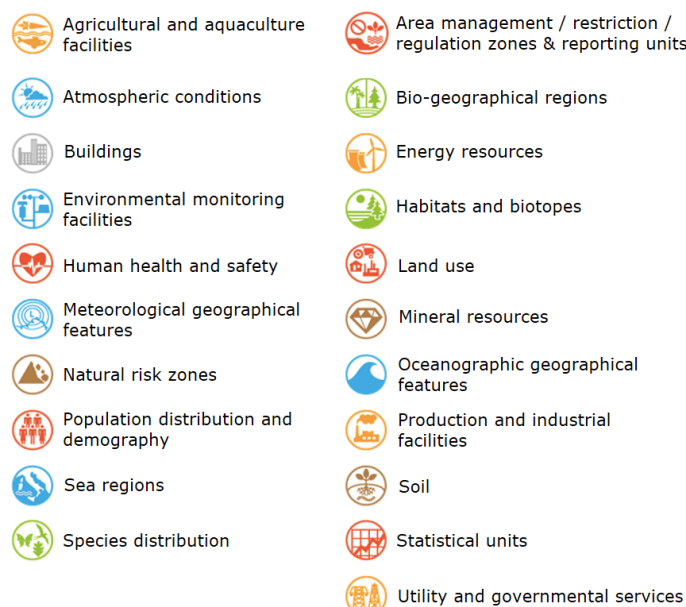 Agricultural and aquaculture
facilities
Atmospheric conditions
Buildings
Environmental monitoring
facilities
Human health and safety
Meteorological geographical
features
Natural risk zones
Population distribution and
demography
Sea regions
Species distribution
Area management / restriction /
regulation zones & reporting units
Bio-geographical regions
Energy resources
Habitats and biotopes
Land use
Mineral resources
Oceanographic geographical
features
Production and industrial
facilities
Soil
Statistical units
Utility and governmental services